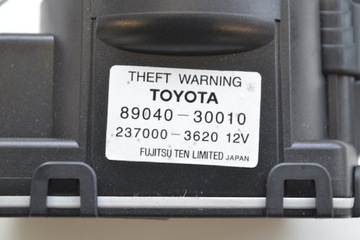 THEFT WARNING
TOYOTA
89040-30010
237000-3620 12V
FUJITSU TEN LIMITED JAPAN